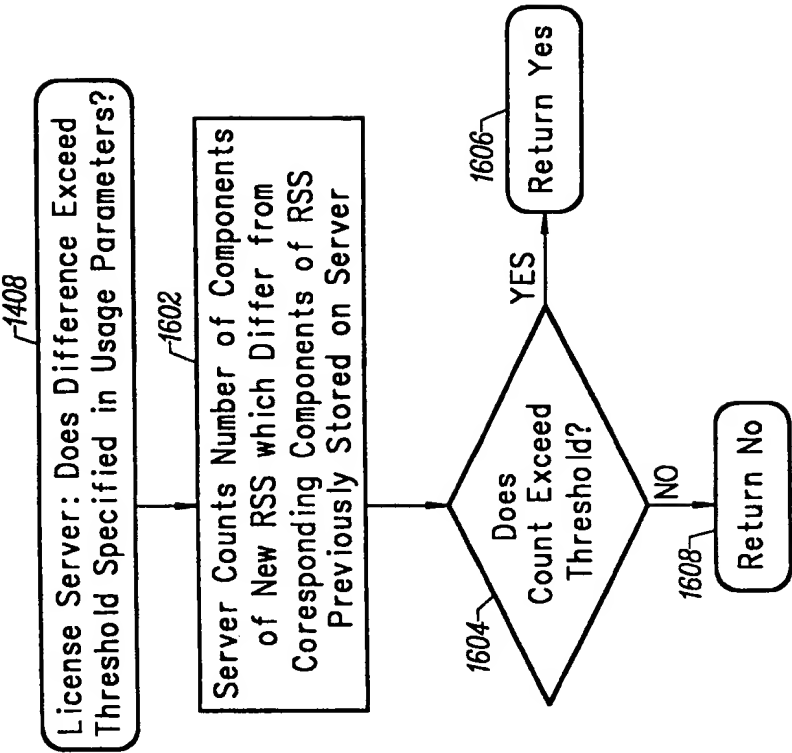 1408
License Server: Does Difference Exceed
Threshold Specified in Usage Parameters?
1602
Server Counts Number of Components
of New RSS which Differ from
Coresponding Components of RSS
Previously Stored on Server
1604
Does
Count Exceed
Threshold?
YES
1606
Return Yes
NO
1608
Return No